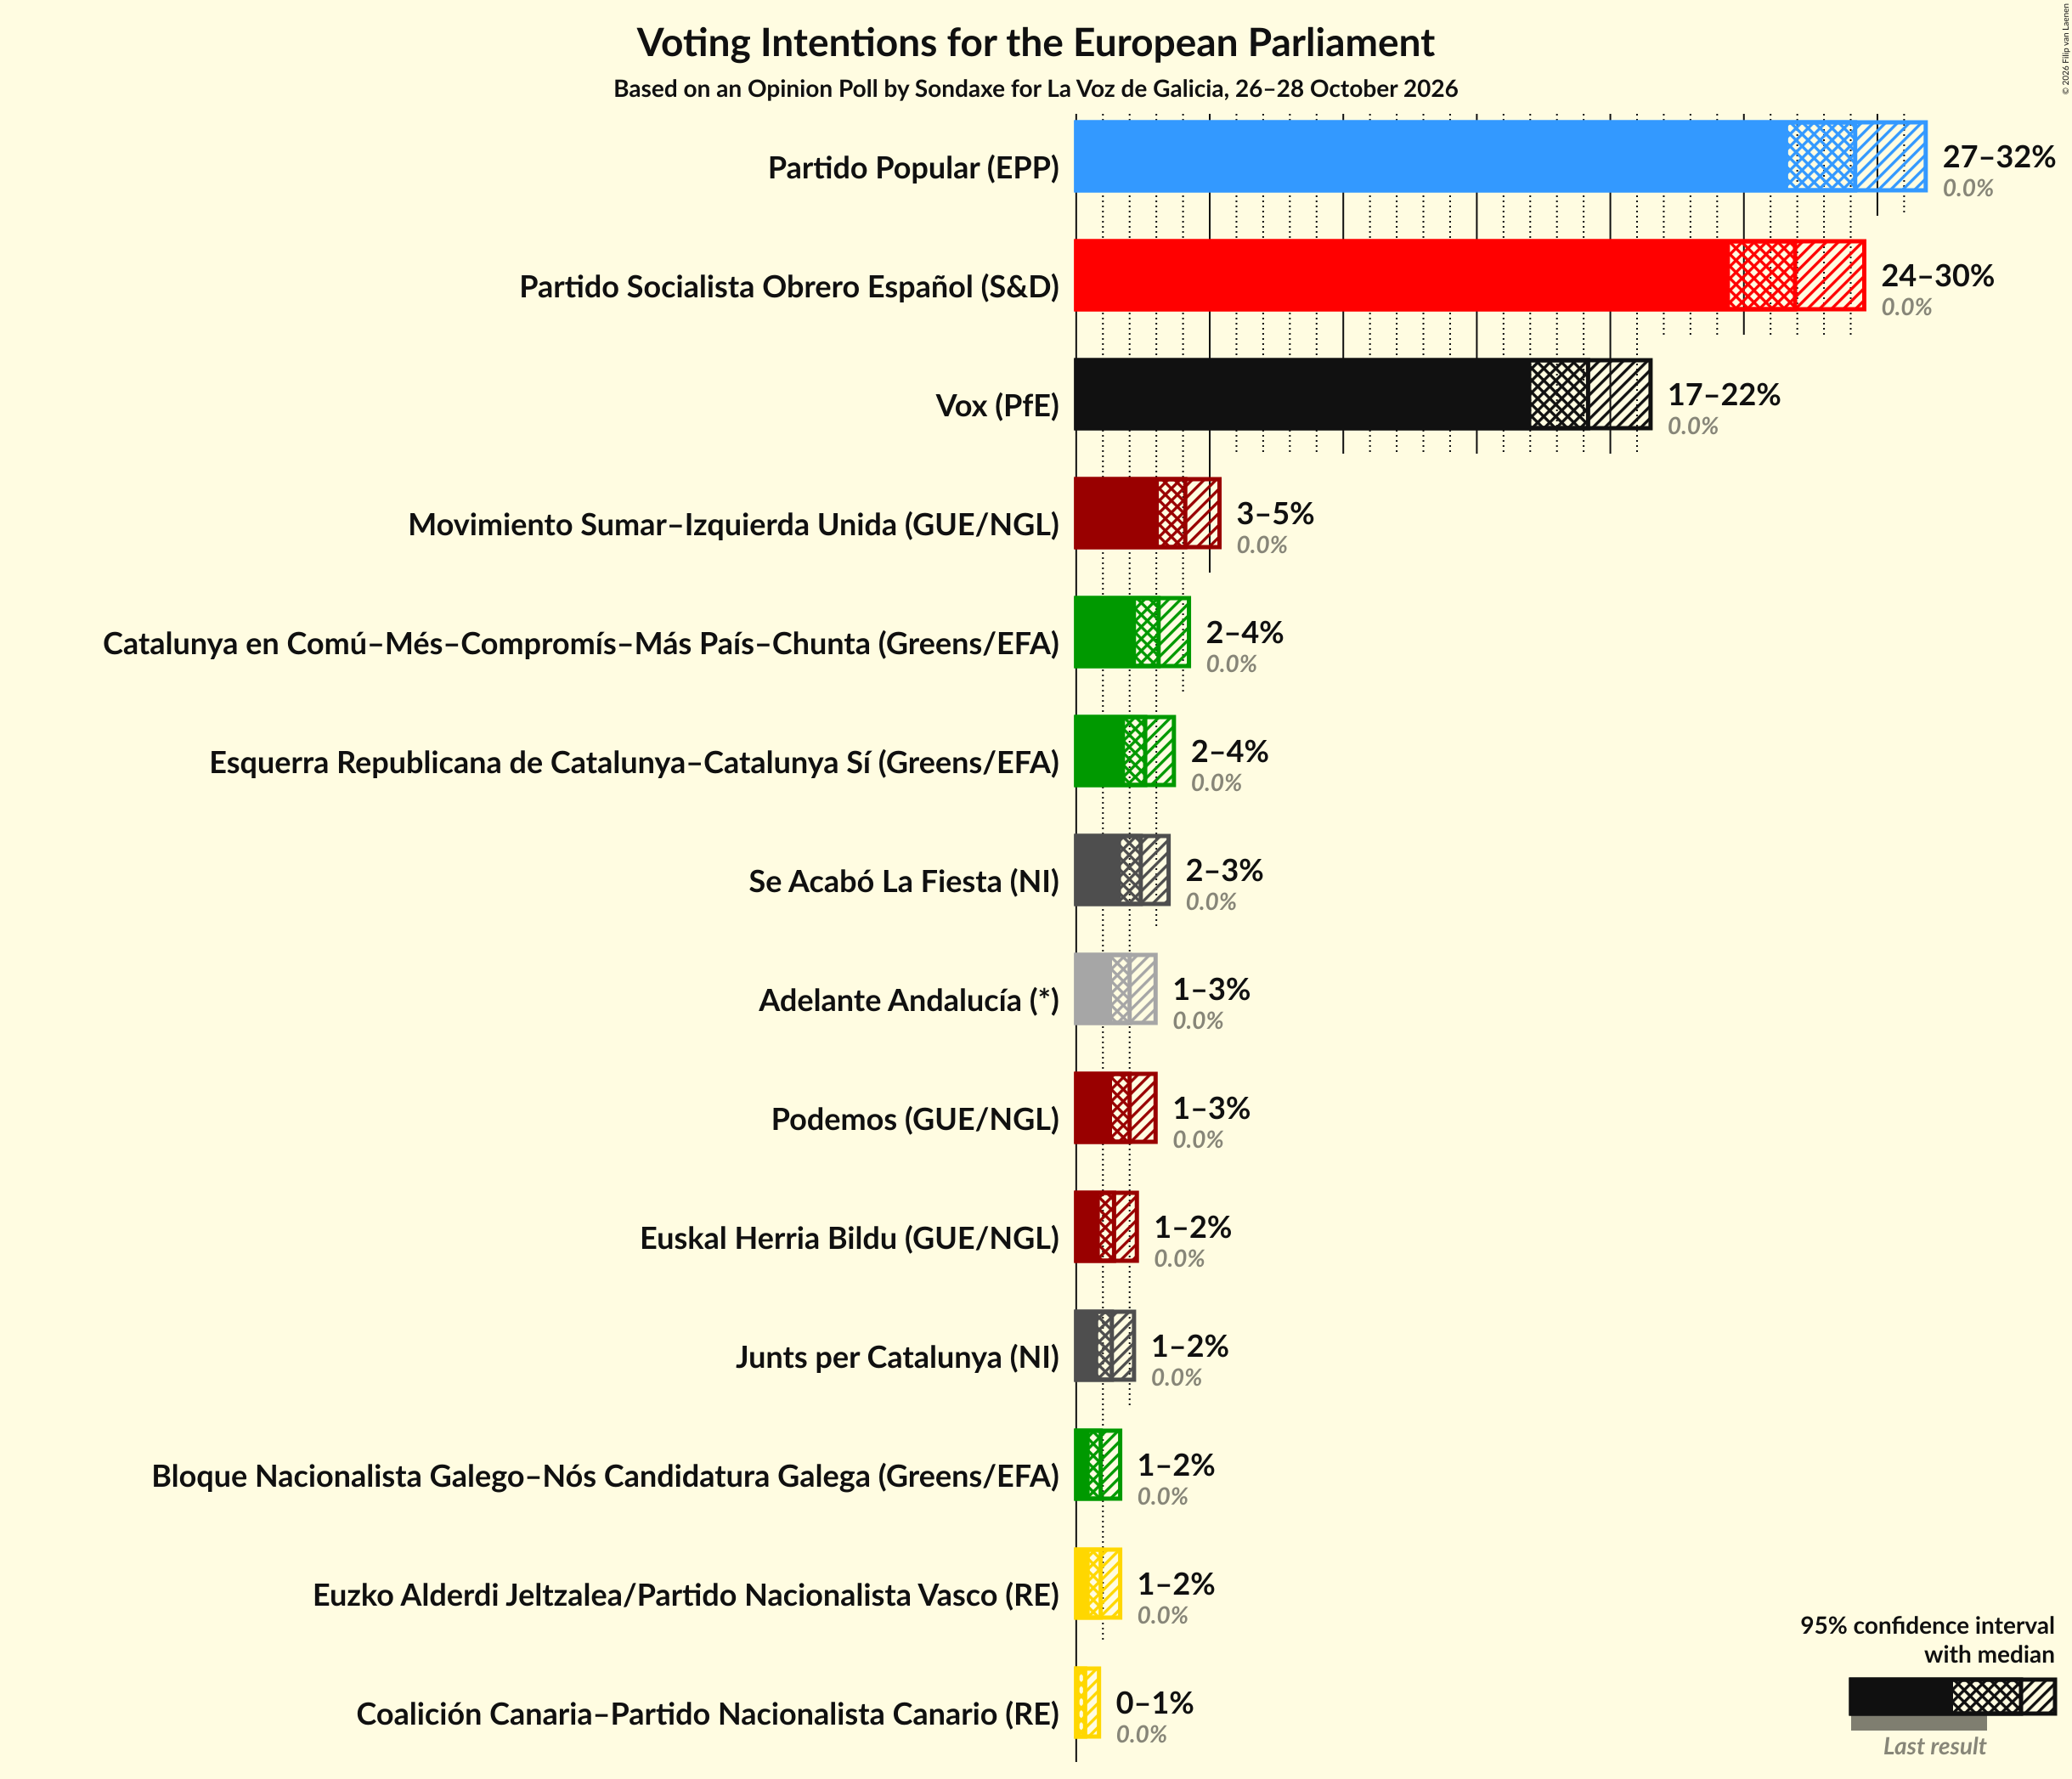 Voting Intentions for the European Parliament
Based on an Opinion Poll by Sondaxe for La Voz de Galicia, 26–28 October 2026
© 2026 Filip van Laenen
Partido Popular (EPP)
27–32%
0.0%
Partido Socialista Obrero Español (S&D)
24–30%
0.0%
Vox (PfE)
17–22%
0.0%
Movimiento Sumar–Izquierda Unida (GUE/NGL)
3–5%
0.0%
Catalunya en Comú–Més–Compromís–Más País–Chunta (Greens/EFA)
2–4%
0.0%
Esquerra Republicana de Catalunya–Catalunya Sí (Greens/EFA)
2–4%
0.0%
Se Acabó La Fiesta (NI)
2–3%
0.0%
Adelante Andalucía (*)
1–3%
0.0%
Podemos (GUE/NGL)
1–3%
0.0%
Euskal Herria Bildu (GUE/NGL)
1–2%
0.0%
Junts per Catalunya (NI)
1–2%
0.0%
Bloque Nacionalista Galego–Nós Candidatura Galega (Greens/EFA)
1–2%
0.0%
Euzko Alderdi Jeltzalea/Partido Nacionalista Vasco (RE)
1–2%
0.0%
Coalición Canaria–Partido Nacionalista Canario (RE)
0–1%
0.0%
95% confidence interval
with median
Last result